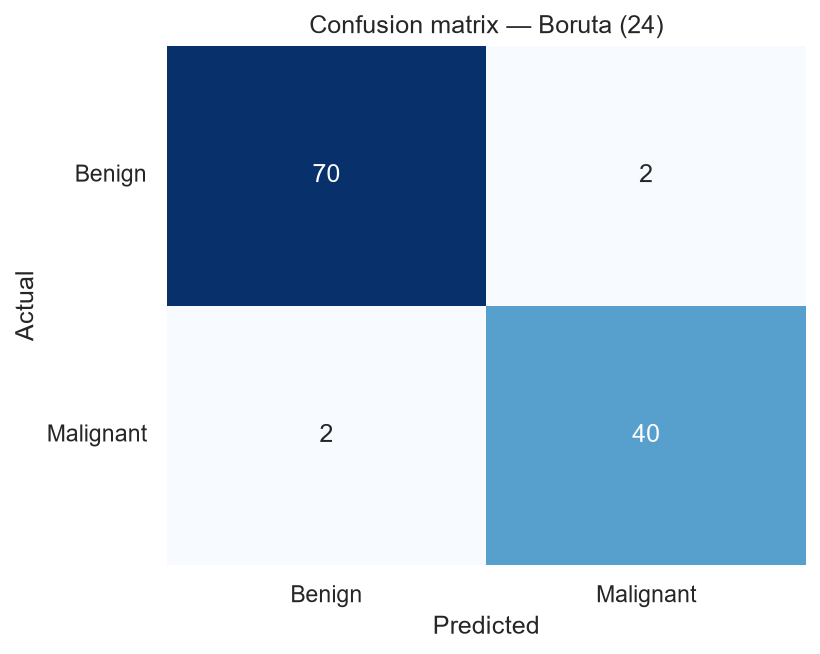 Confusion matrix — Boruta (24)
Benign
70
2
Actual
Malignant
2
40
Benign
Malignant
Predicted